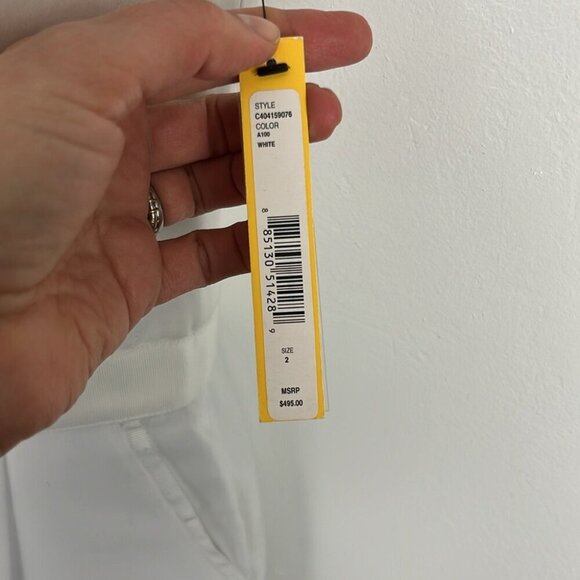 STYLE
C404159076
COLOR
A100
WHITE
8 85130 51428 9
SIZE
2
MSRP
$495.00